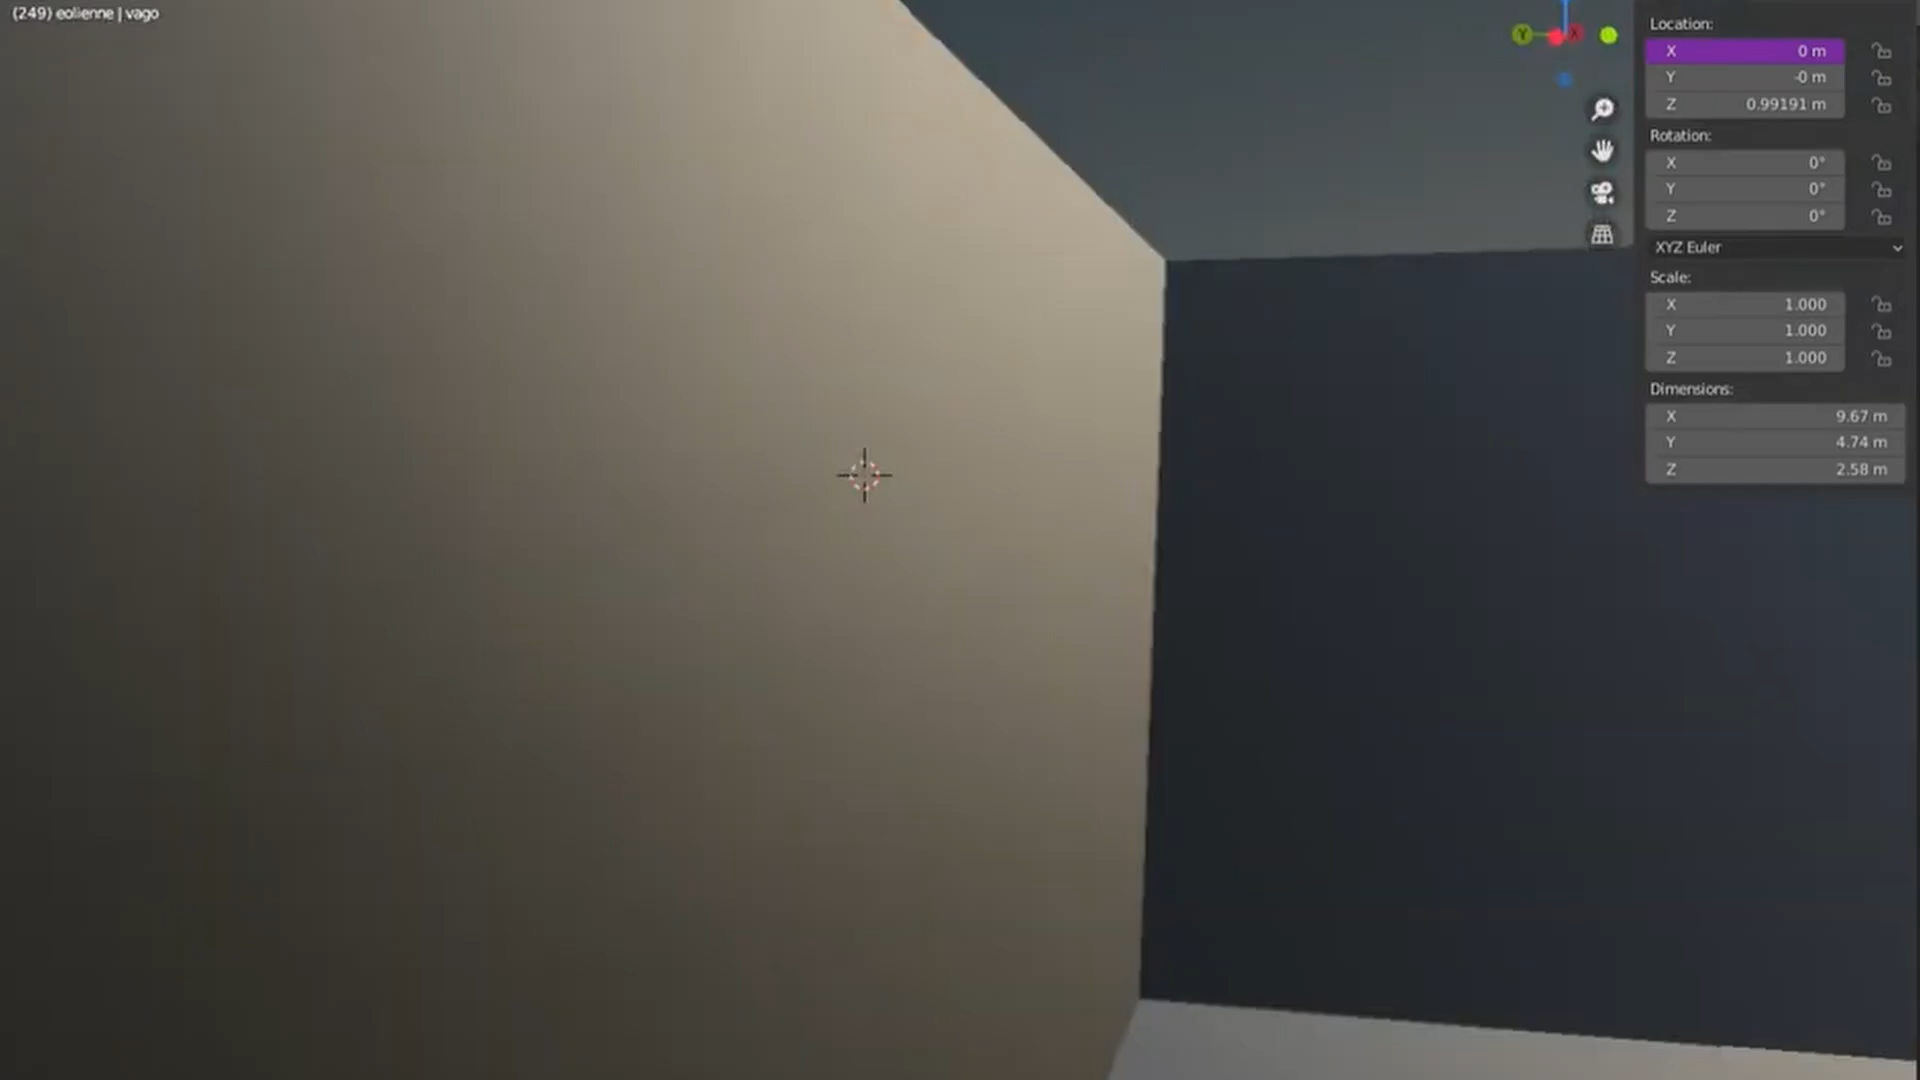 (249) eolienne | vago
Y X
Location:
X 0 m
Y -0 m
Z 0.99191 m
Rotation:
X 0°
Y 0°
Z 0°
XYZ Euler
Scale:
X 1.000
Y 1.000
Z 1.000
Dimensions:
X 9.67 m
Y 4.74 m
Z 2.58 m